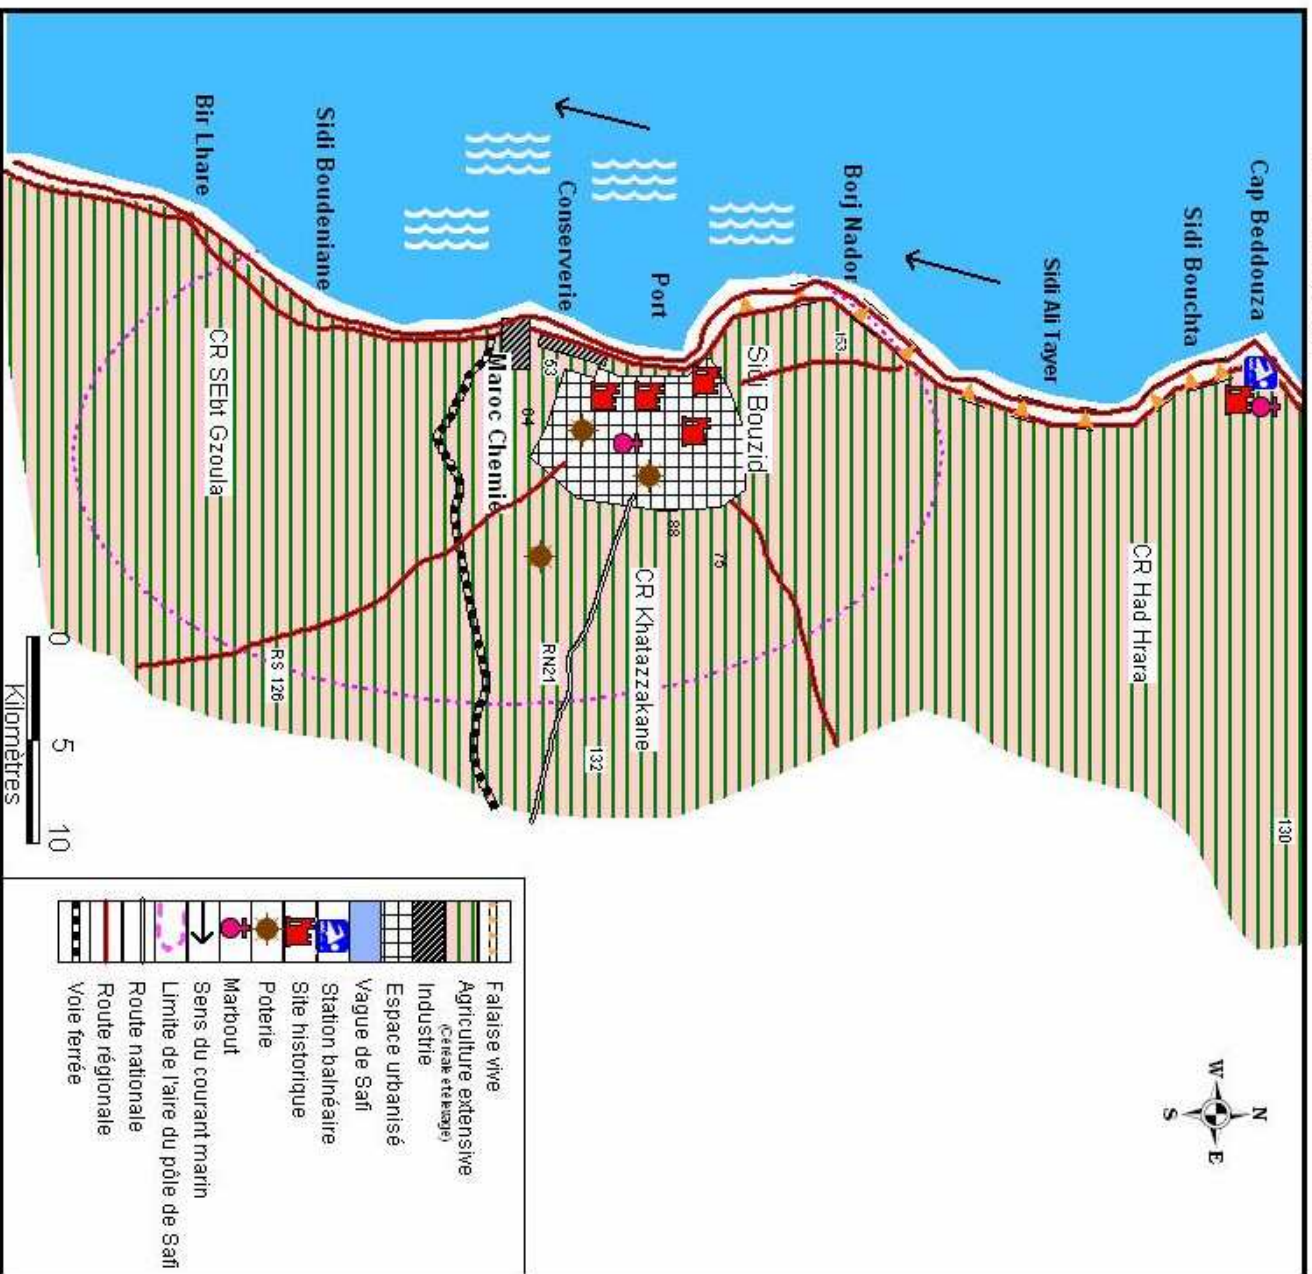 Cap Beddouza
Sidi Bouchta
Sidi Ali Tayer
Borj Nador
Port
Conserverie
Sidi Boudeniane
Bir Lhare
130
CR Had Hrara
153
Sidi Bouzid
75
88
CR Khatazzakane
132
53
64
Maroc Chemie
RN21
RS 126
CR SEbt Gzoula
0
5
10
Kilomètres
N
W
E
S
Falaise vive
Agriculture extensive
(Céréale et élevage)
Industrie
Espace urbanisé
Vague de Safi
Station balnéaire
Site historique
Poterie
Marbout
Sens du courant marin
Limite de l'aire du pôle de Safi
Route nationale
Route régionale
Voie ferrée